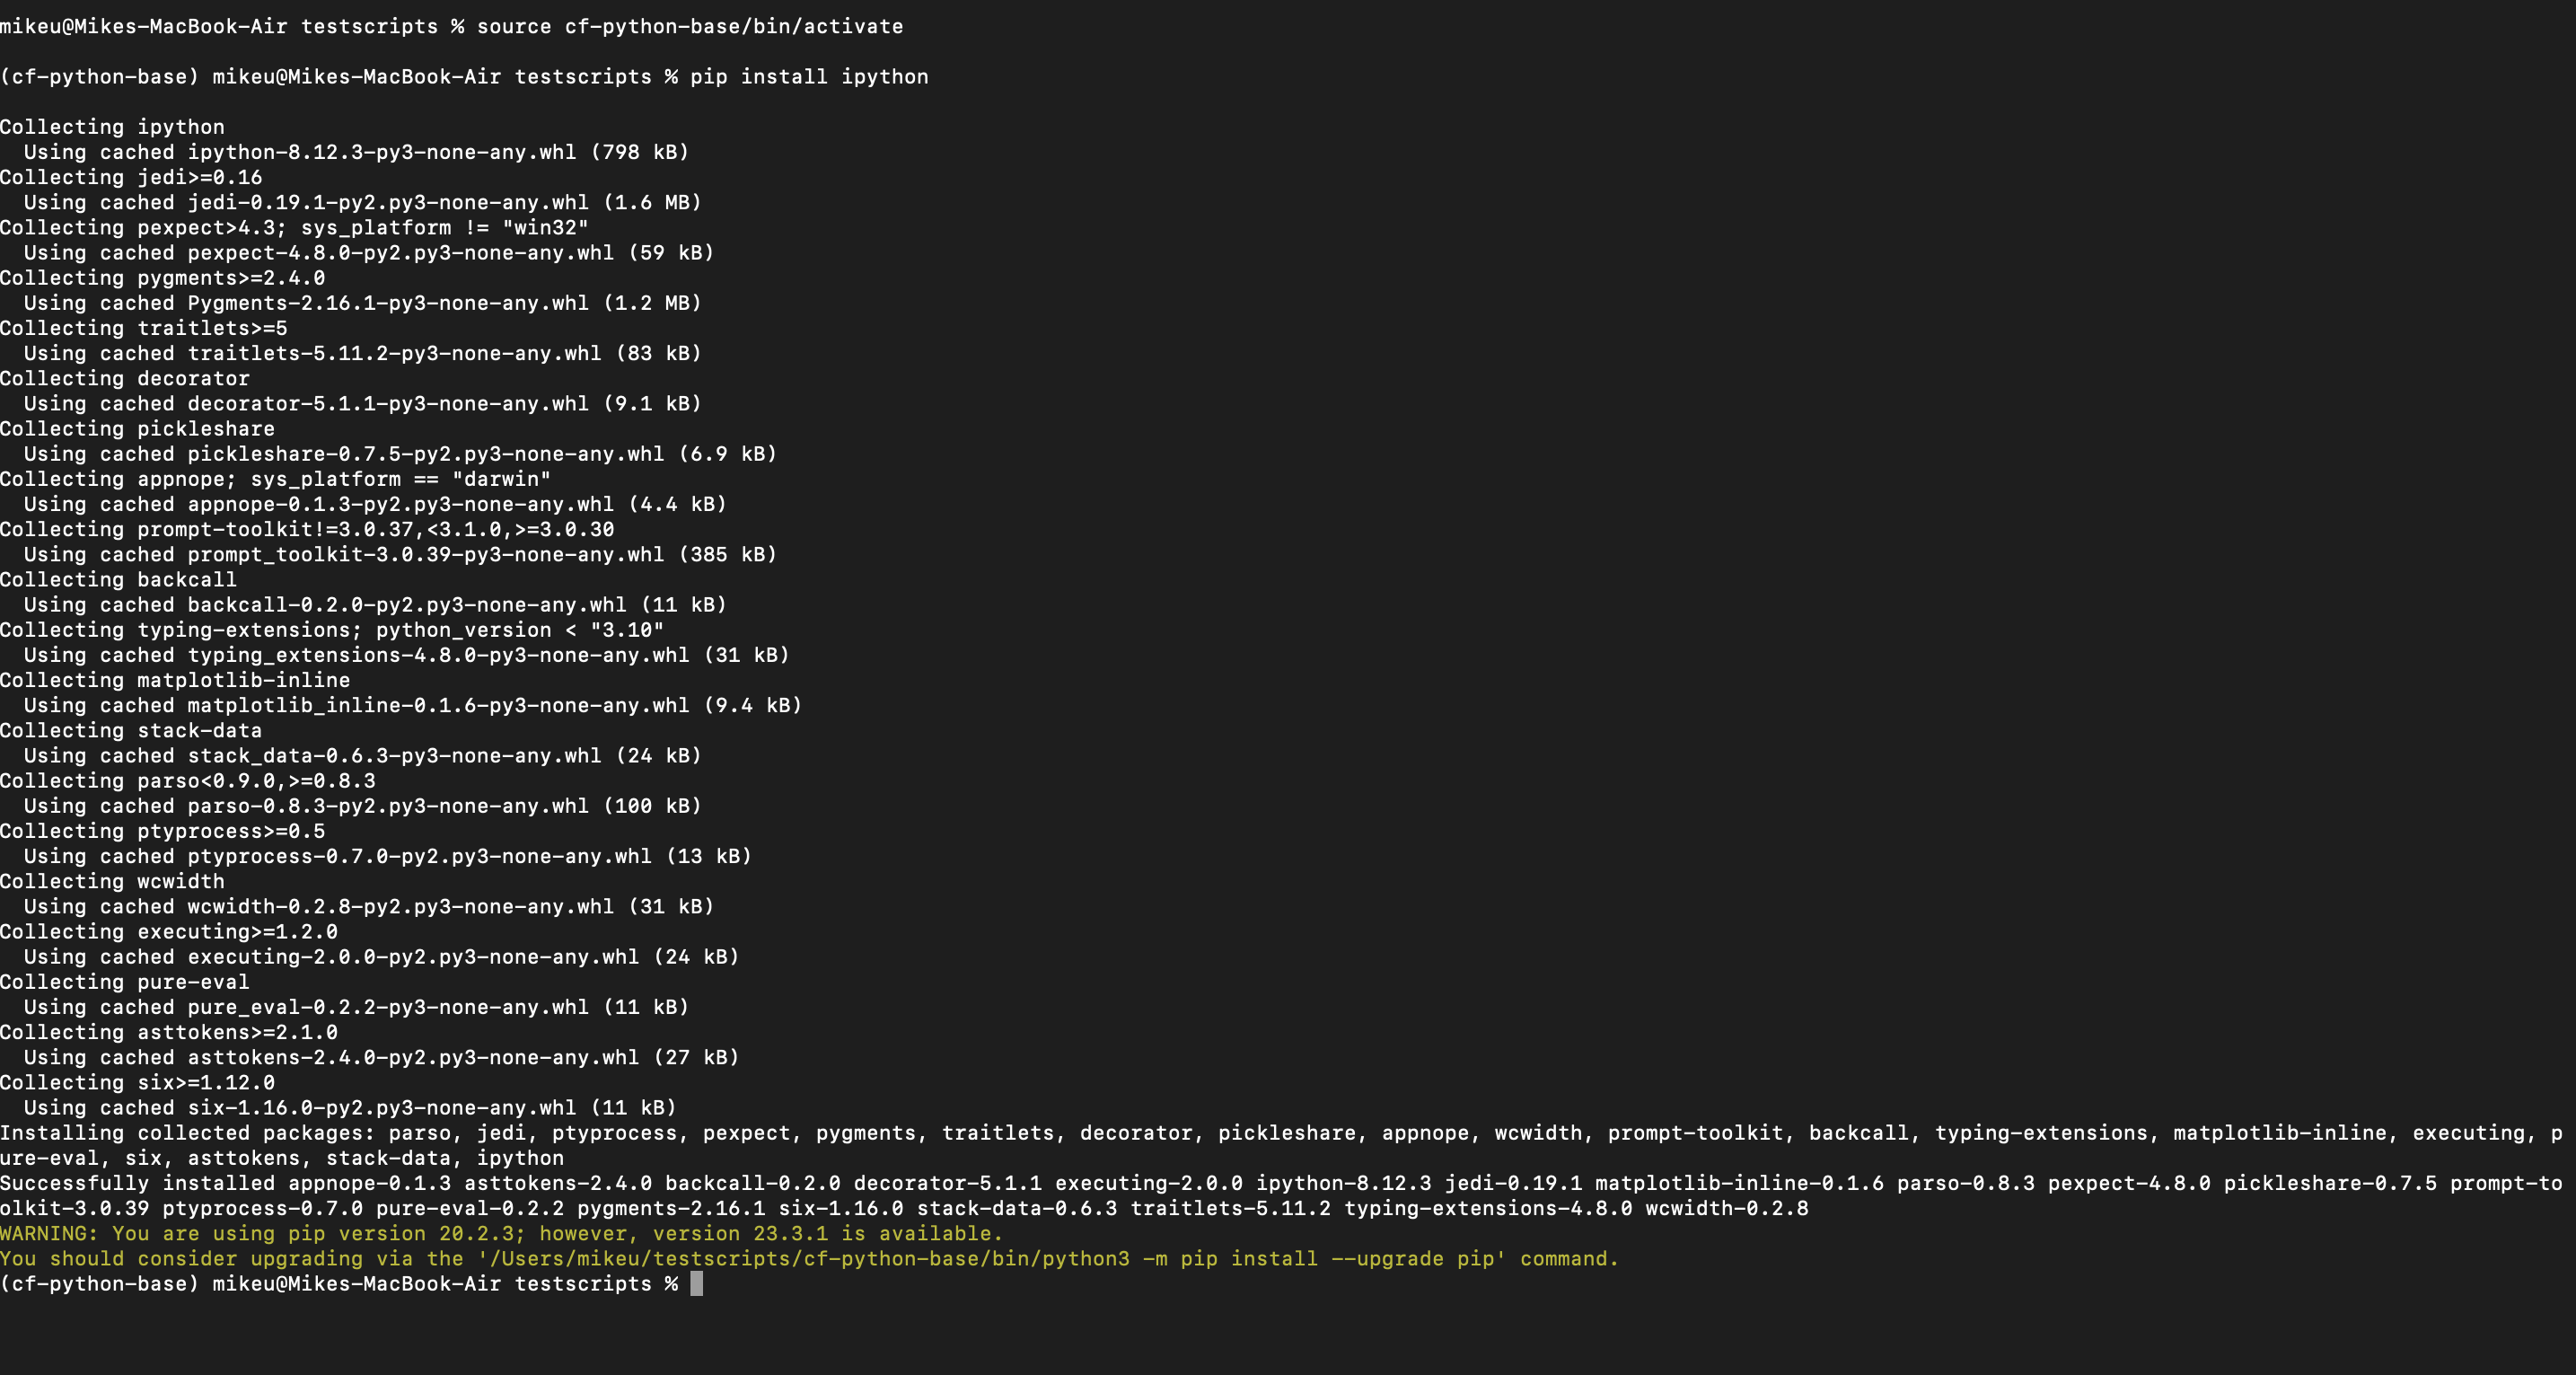 mikeu@Mikes-MacBook-Air testscripts % source cf-python-base/bin/activate
(cf-python-base) mikeu@Mikes-MacBook-Air testscripts % pip install ipython
Collecting ipython
  Using cached ipython-8.12.3-py3-none-any.whl (798 kB)
Collecting jedi>=0.16
  Using cached jedi-0.19.1-py2.py3-none-any.whl (1.6 MB)
Collecting pexpect>4.3; sys_platform != "win32"
  Using cached pexpect-4.8.0-py2.py3-none-any.whl (59 kB)
Collecting pygments>=2.4.0
  Using cached Pygments-2.16.1-py3-none-any.whl (1.2 MB)
Collecting traitlets>=5
  Using cached traitlets-5.11.2-py3-none-any.whl (83 kB)
Collecting decorator
  Using cached decorator-5.1.1-py3-none-any.whl (9.1 kB)
Collecting pickleshare
  Using cached pickleshare-0.7.5-py2.py3-none-any.whl (6.9 kB)
Collecting appnope; sys_platform == "darwin"
  Using cached appnope-0.1.3-py2.py3-none-any.whl (4.4 kB)
Collecting prompt-toolkit!=3.0.37,<3.1.0,>=3.0.30
  Using cached prompt_toolkit-3.0.39-py3-none-any.whl (385 kB)
Collecting backcall
  Using cached backcall-0.2.0-py2.py3-none-any.whl (11 kB)
Collecting typing-extensions; python_version < "3.10"
  Using cached typing_extensions-4.8.0-py3-none-any.whl (31 kB)
Collecting matplotlib-inline
  Using cached matplotlib_inline-0.1.6-py3-none-any.whl (9.4 kB)
Collecting stack-data
  Using cached stack_data-0.6.3-py3-none-any.whl (24 kB)
Collecting parso<0.9.0,>=0.8.3
  Using cached parso-0.8.3-py2.py3-none-any.whl (100 kB)
Collecting ptyprocess>=0.5
  Using cached ptyprocess-0.7.0-py2.py3-none-any.whl (13 kB)
Collecting wcwidth
  Using cached wcwidth-0.2.8-py2.py3-none-any.whl (31 kB)
Collecting executing>=1.2.0
  Using cached executing-2.0.0-py2.py3-none-any.whl (24 kB)
Collecting pure-eval
  Using cached pure_eval-0.2.2-py3-none-any.whl (11 kB)
Collecting asttokens>=2.1.0
  Using cached asttokens-2.4.0-py2.py3-none-any.whl (27 kB)
Collecting six>=1.12.0
  Using cached six-1.16.0-py2.py3-none-any.whl (11 kB)
Installing collected packages: parso, jedi, ptyprocess, pexpect, pygments, traitlets, decorator, pickleshare, appnope, wcwidth, prompt-toolkit, backcall, typing-extensions, matplotlib-inline, executing, p
ure-eval, six, asttokens, stack-data, ipython
Successfully installed appnope-0.1.3 asttokens-2.4.0 backcall-0.2.0 decorator-5.1.1 executing-2.0.0 ipython-8.12.3 jedi-0.19.1 matplotlib-inline-0.1.6 parso-0.8.3 pexpect-4.8.0 pickleshare-0.7.5 prompt-to
olkit-3.0.39 ptyprocess-0.7.0 pure-eval-0.2.2 pygments-2.16.1 six-1.16.0 stack-data-0.6.3 traitlets-5.11.2 typing-extensions-4.8.0 wcwidth-0.2.8
WARNING: You are using pip version 20.2.3; however, version 23.3.1 is available.
You should consider upgrading via the '/Users/mikeu/testscripts/cf-python-base/bin/python3 -m pip install --upgrade pip' command.
(cf-python-base) mikeu@Mikes-MacBook-Air testscripts %